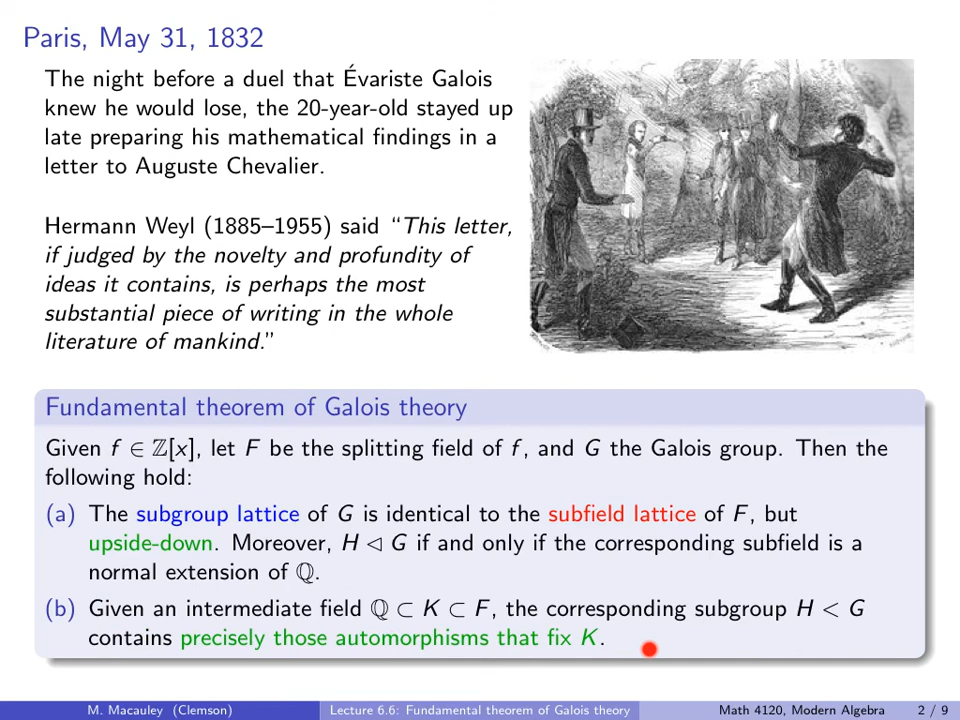 Paris, May 31, 1832
The night before a duel that Évariste Galois
knew he would lose, the 20-year-old stayed up
late preparing his mathematical findings in a
letter to Auguste Chevalier.
Hermann Weyl (1885–1955) said “This letter,
if judged by the novelty and profundity of
ideas it contains, is perhaps the most
substantial piece of writing in the whole
literature of mankind.”
Fundamental theorem of Galois theory
Given f ∈ ℤ[x], let F be the splitting field of f, and G the Galois group. Then the
following hold:
(a) The subgroup lattice of G is identical to the subfield lattice of F, but
upside-down. Moreover, H ◁ G if and only if the corresponding subfield is a
normal extension of ℚ.
(b) Given an intermediate field ℚ ⊂ K ⊂ F, the corresponding subgroup H < G
contains precisely those automorphisms that fix K.
M. Macauley (Clemson) Lecture 6.6: Fundamental theorem of Galois theory Math 4120, Modern Algebra 2 / 9